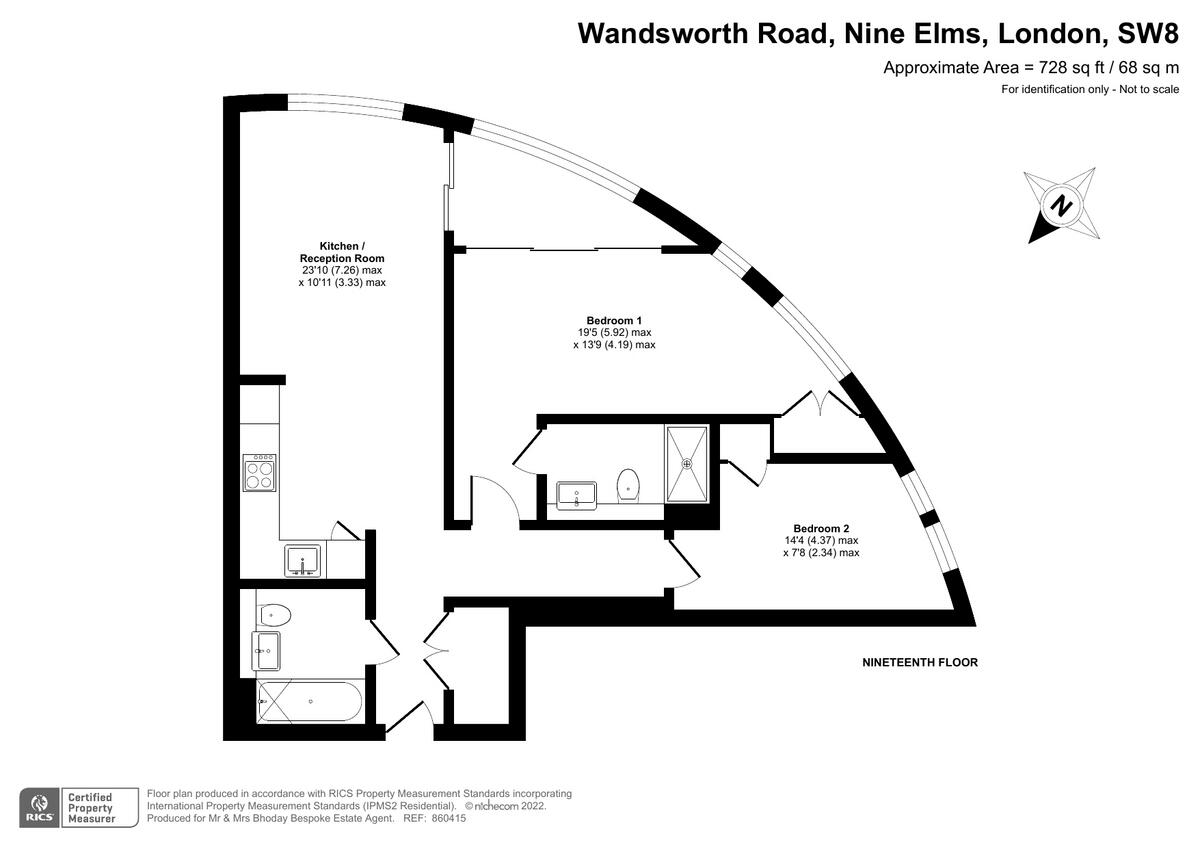 Wandsworth Road, Nine Elms, London, SW8
Approximate Area = 728 sq ft / 68 sq m
For identification only - Not to scale
N
Kitchen /
Reception Room
23'10 (7.26) max
x 10'11 (3.33) max
Bedroom 1
19'5 (5.92) max
x 13'9 (4.19) max
Bedroom 2
14'4 (4.37) max
x 7'8 (2.34) max
NINETEENTH FLOOR
RICS
Certified
Property
Measurer
Floor plan produced in accordance with RICS Property Measurement Standards incorporating
International Property Measurement Standards (IPMS2 Residential). © nichecom 2022.
Produced for Mr & Mrs Bhoday Bespoke Estate Agent. REF: 860415